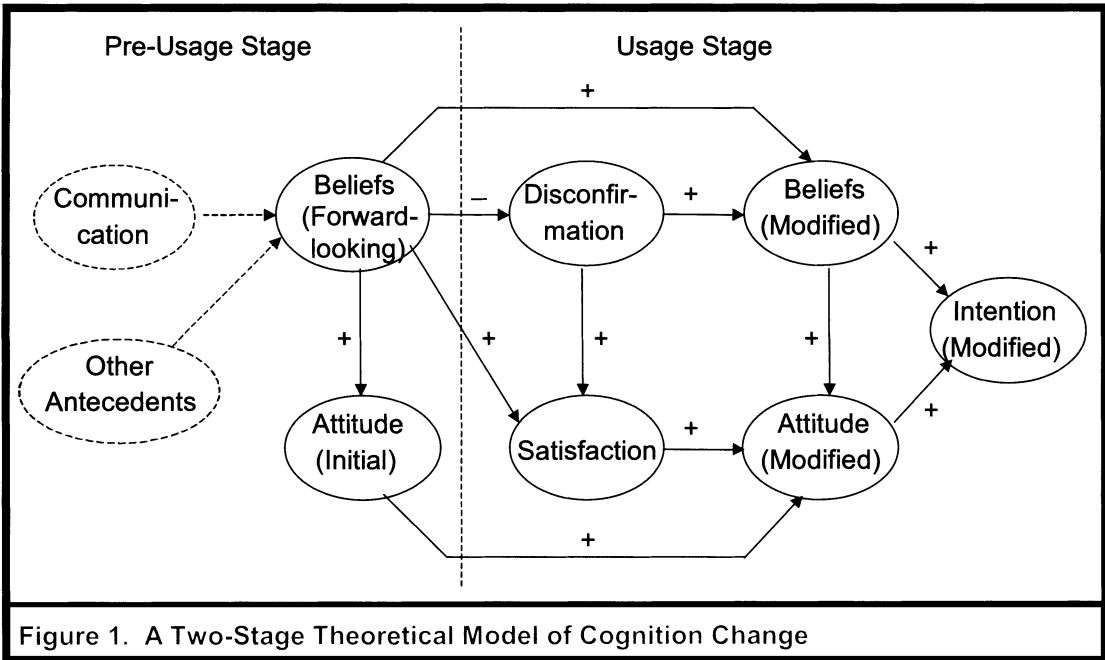 Pre-Usage Stage
Usage Stage
+
Communi-
cation
Beliefs
(Forward-
looking)
–
Disconfir-
mation
+
Beliefs
(Modified)
+
Intention
(Modified)
Other
Antecedents
+
+
+
+
Attitude
(Initial)
Satisfaction
+
Attitude
(Modified)
+
+
Figure 1. A Two-Stage Theoretical Model of Cognition Change